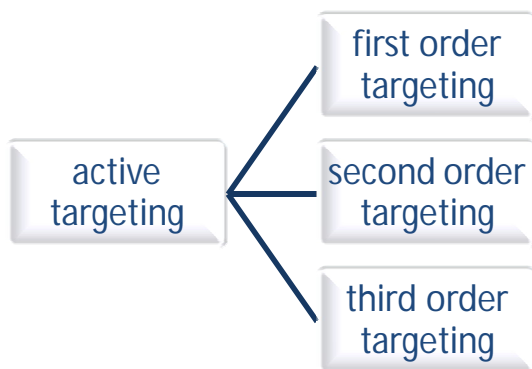 active
targeting
first order
targeting
second order
targeting
third order
targeting